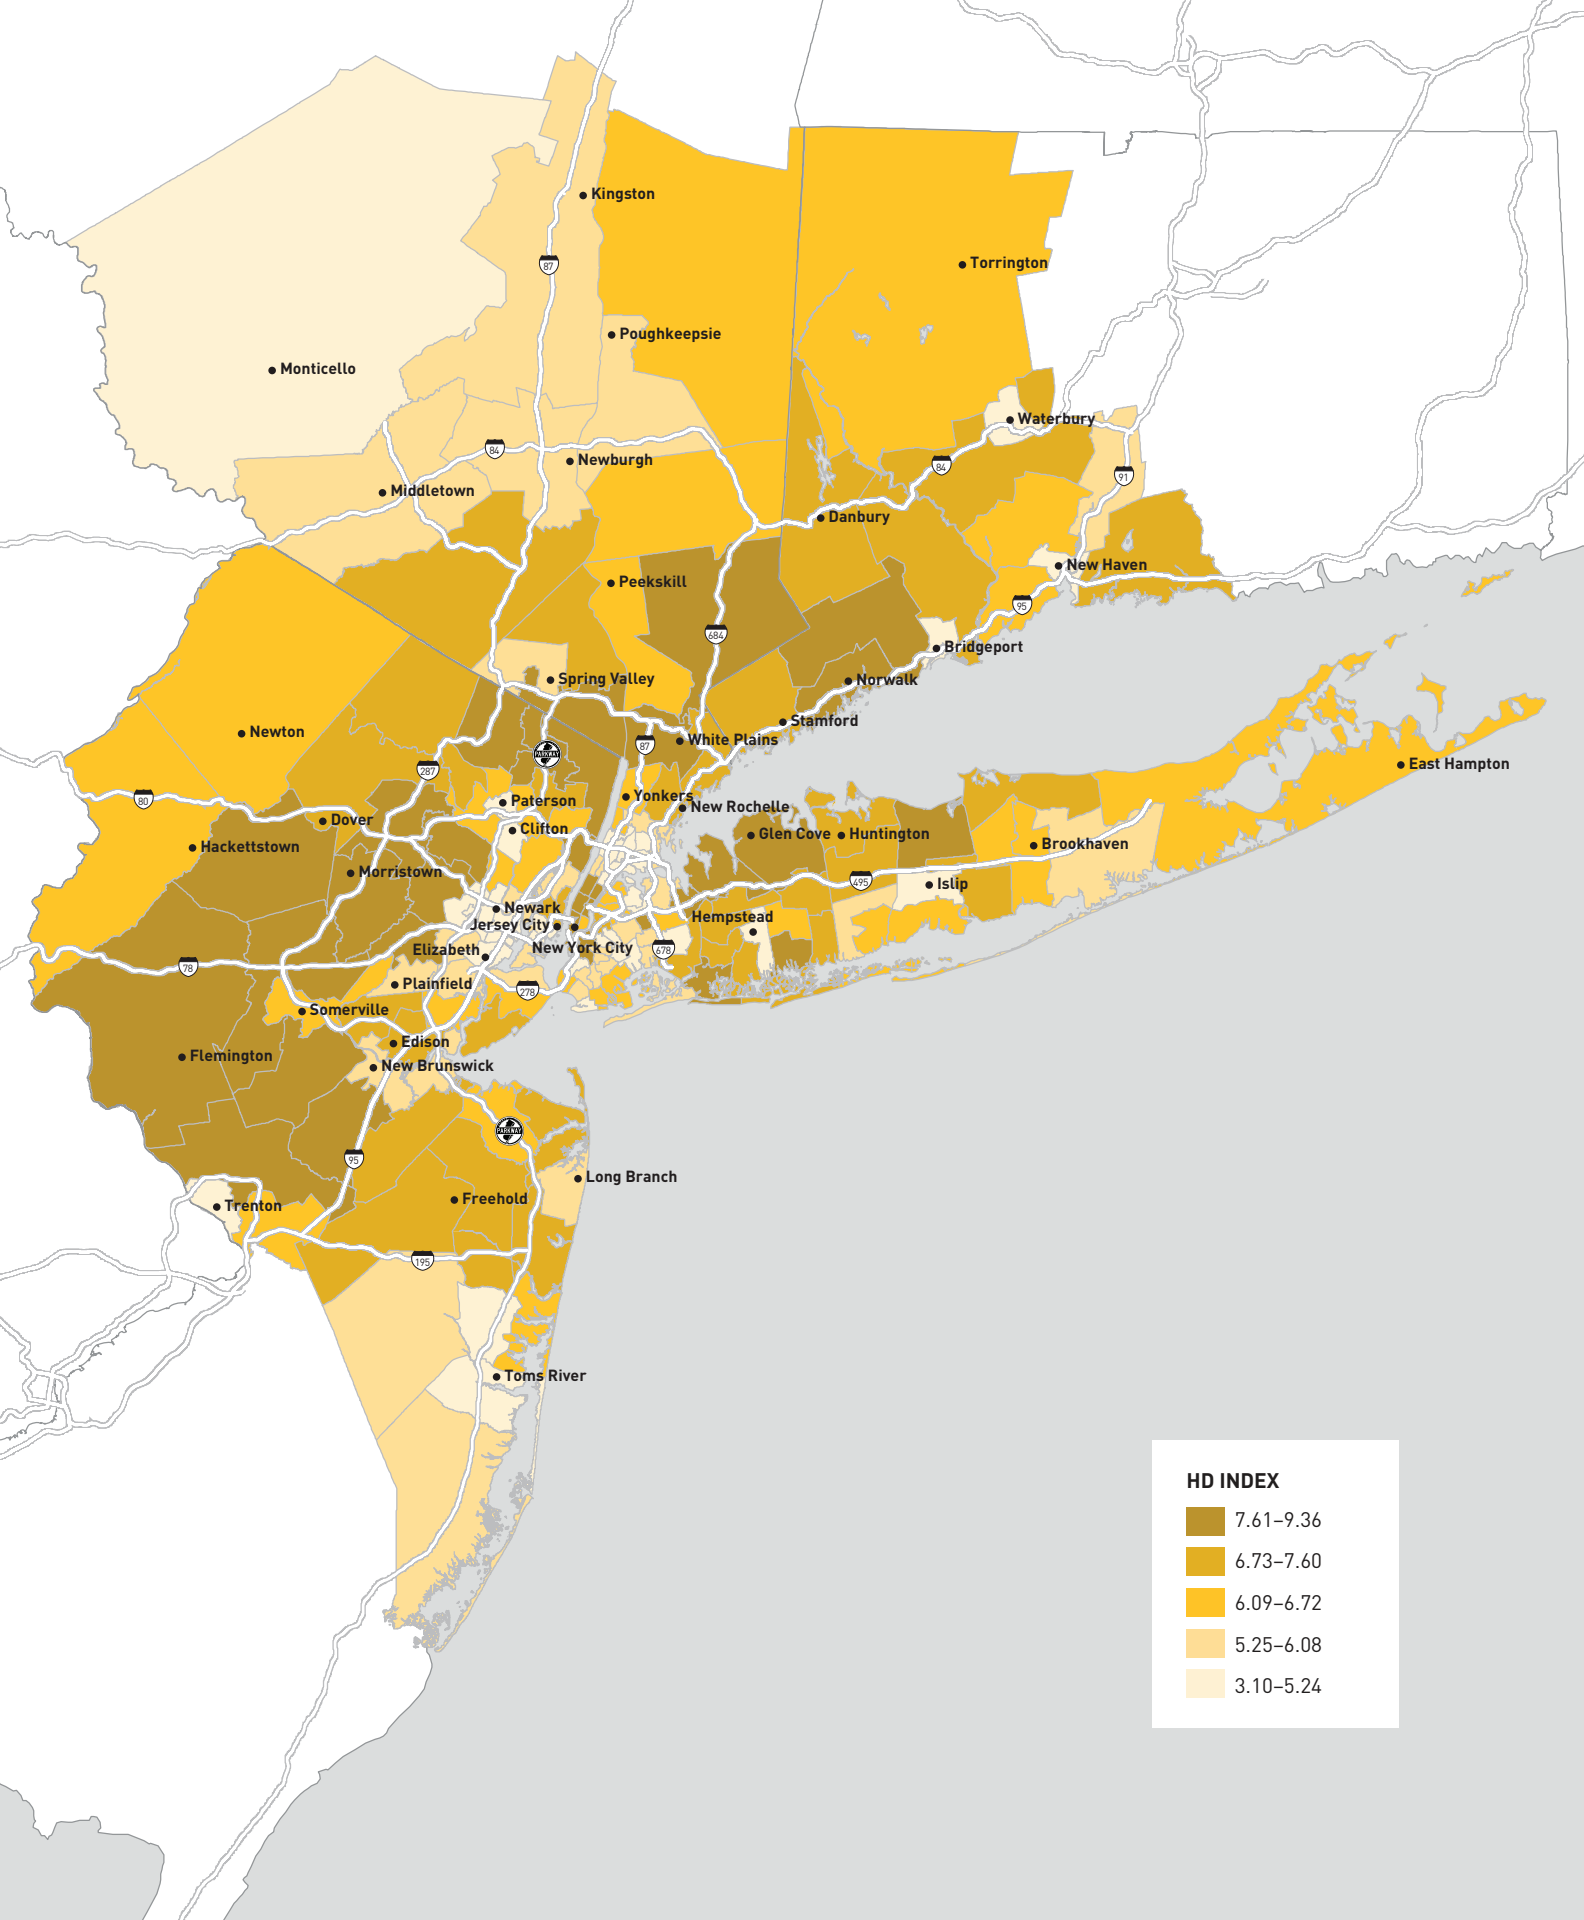 Kingston
87
Torrington
Poughkeepsie
Monticello
Waterbury
84
Newburgh
84
91
Middletown
Danbury
New Haven
Peekskill
95
684
Bridgeport
Spring Valley
Norwalk
Stamford
Newton
White Plains
87
PARKWAY
East Hampton
287
80
Paterson
Yonkers
New Rochelle
Dover
Clifton
Glen Cove
Huntington
Hackettstown
Brookhaven
Morristown
495
Islip
Newark
Hempstead
Jersey City
Elizabeth
New York City
678
78
Plainfield
278
Somerville
Edison
Flemington
New Brunswick
PARKWAY
95
Long Branch
Freehold
Trenton
195
Toms River
HD INDEX
7.61–9.36
6.73–7.60
6.09–6.72
5.25–6.08
3.10–5.24